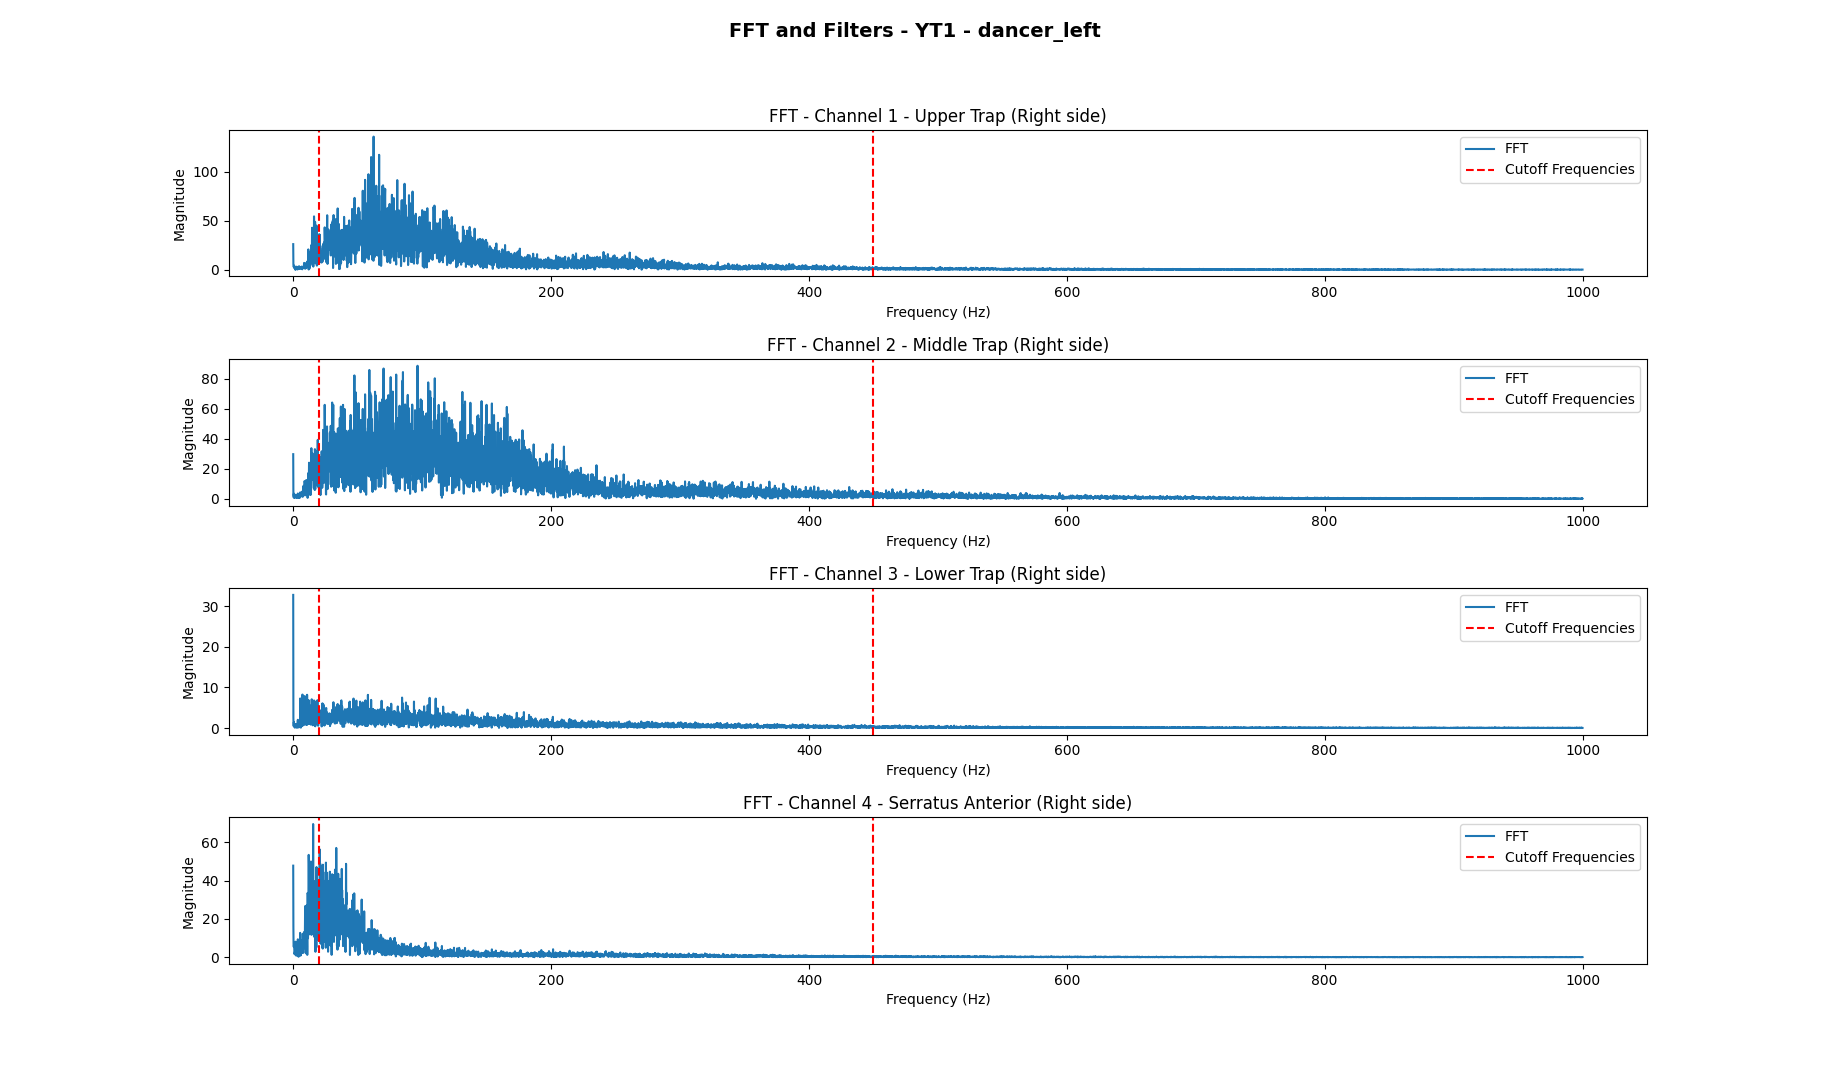 FFT and Filters - YT1 - dancer_left
FFT - Channel 1 - Upper Trap (Right side)
FFT
Cutoff Frequencies
Magnitude
100
50
0
0 200 400 600 800 1000
Frequency (Hz)
FFT - Channel 2 - Middle Trap (Right side)
FFT
Cutoff Frequencies
Magnitude
80
60
40
20
0
0 200 400 600 800 1000
Frequency (Hz)
FFT - Channel 3 - Lower Trap (Right side)
FFT
Cutoff Frequencies
Magnitude
30
20
10
0
0 200 400 600 800 1000
Frequency (Hz)
FFT - Channel 4 - Serratus Anterior (Right side)
FFT
Cutoff Frequencies
Magnitude
60
40
20
0
0 200 400 600 800 1000
Frequency (Hz)